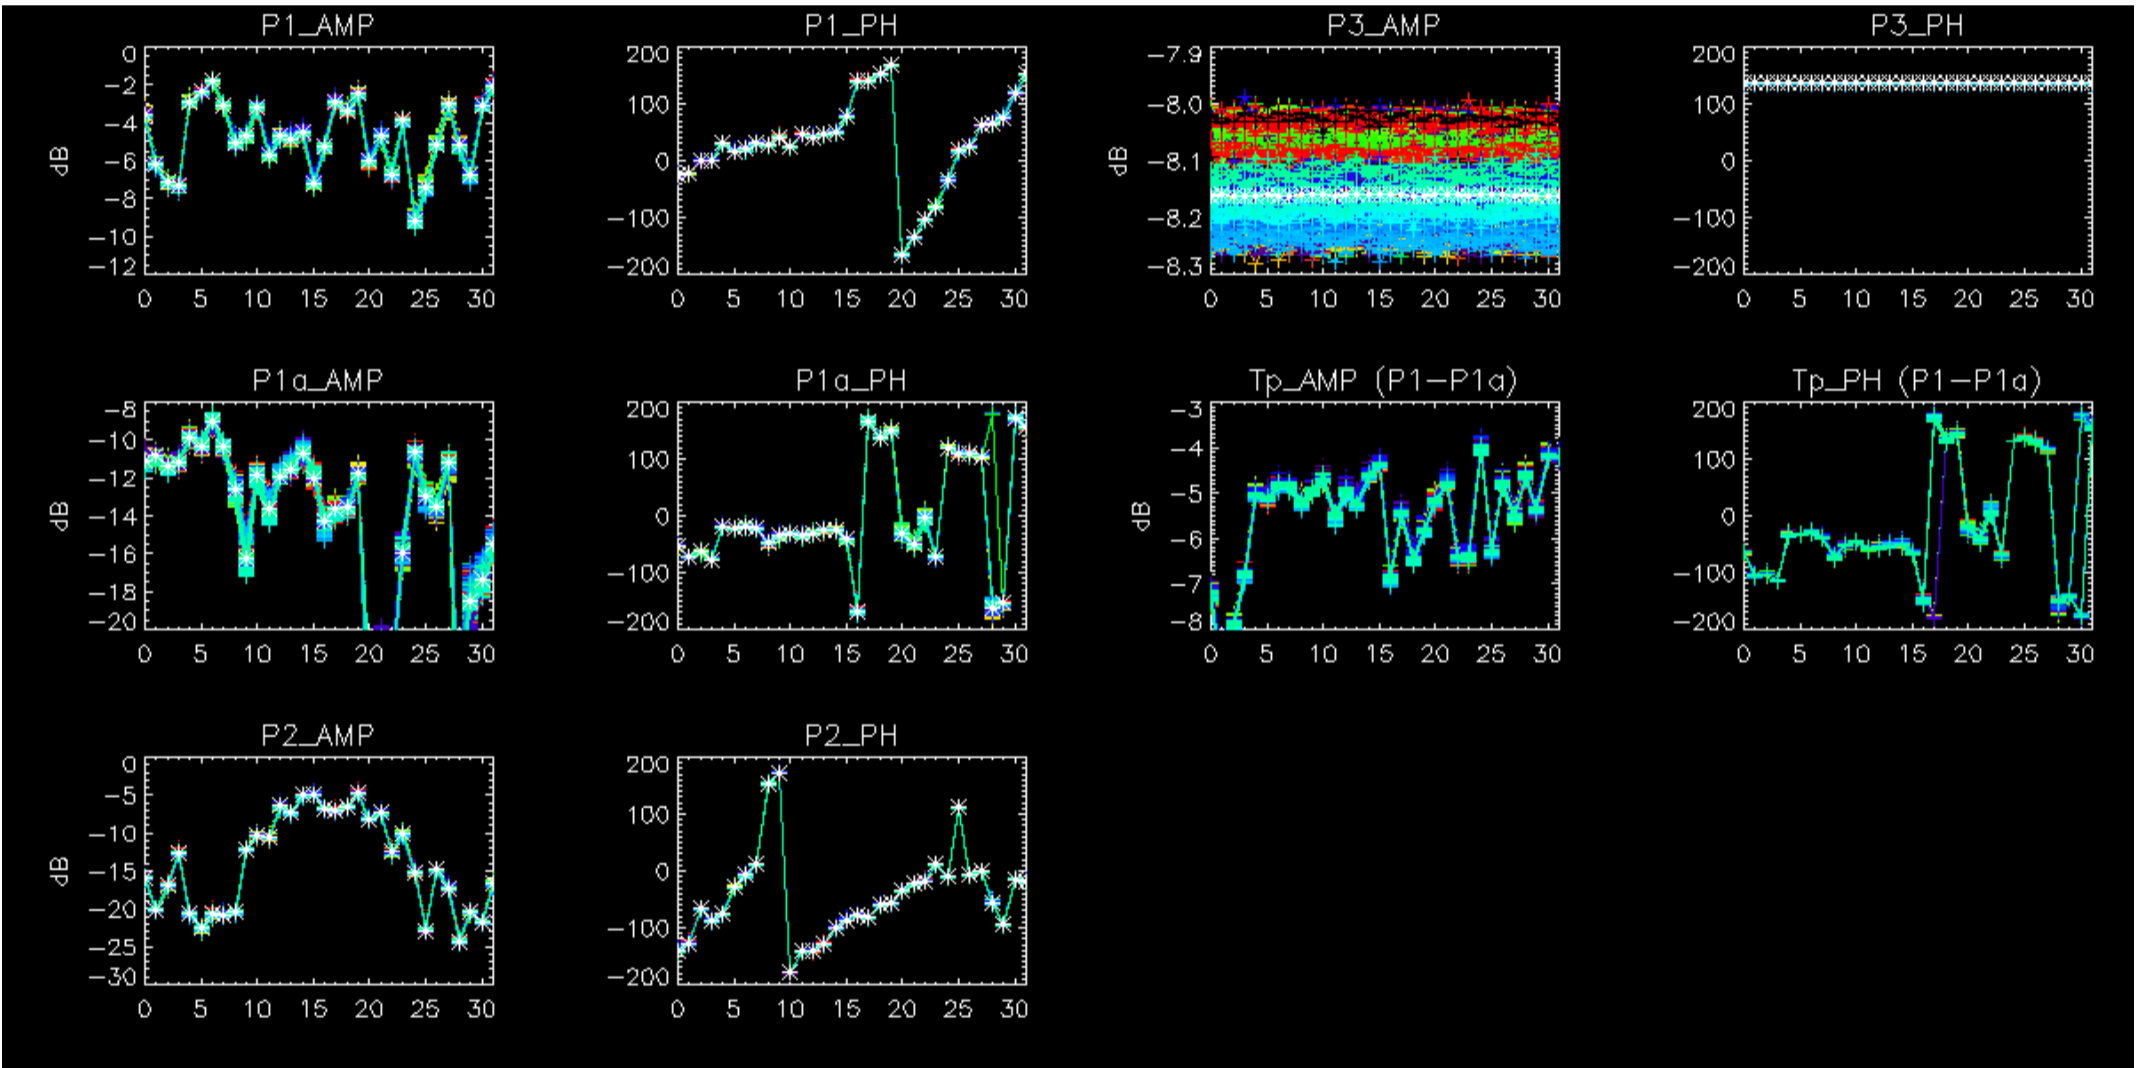 P1_AMP
0
−2
−4
−6
−8
−10
−12
dB
0 5 10 15 20 25 30
P1_PH
200
100
0
−100
−200
0 5 10 15 20 25 30
P3_AMP
−7.9
−8.0
−8.1
−8.2
−8.3
dB
0 5 10 15 20 25 30
P3_PH
200
100
0
−100
−200
0 5 10 15 20 25 30
P1a_AMP
−8
−10
−12
−14
−16
−18
−20
dB
0 5 10 15 20 25 30
P1a_PH
200
100
0
−100
−200
0 5 10 15 20 25 30
Tp_AMP (P1−P1a)
−3
−4
−5
−6
−7
−8
dB
0 5 10 15 20 25 30
Tp_PH (P1−P1a)
200
100
0
−100
−200
0 5 10 15 20 25 30
P2_AMP
0
−5
−10
−15
−20
−25
−30
dB
0 5 10 15 20 25 30
P2_PH
200
100
0
−100
−200
0 5 10 15 20 25 30